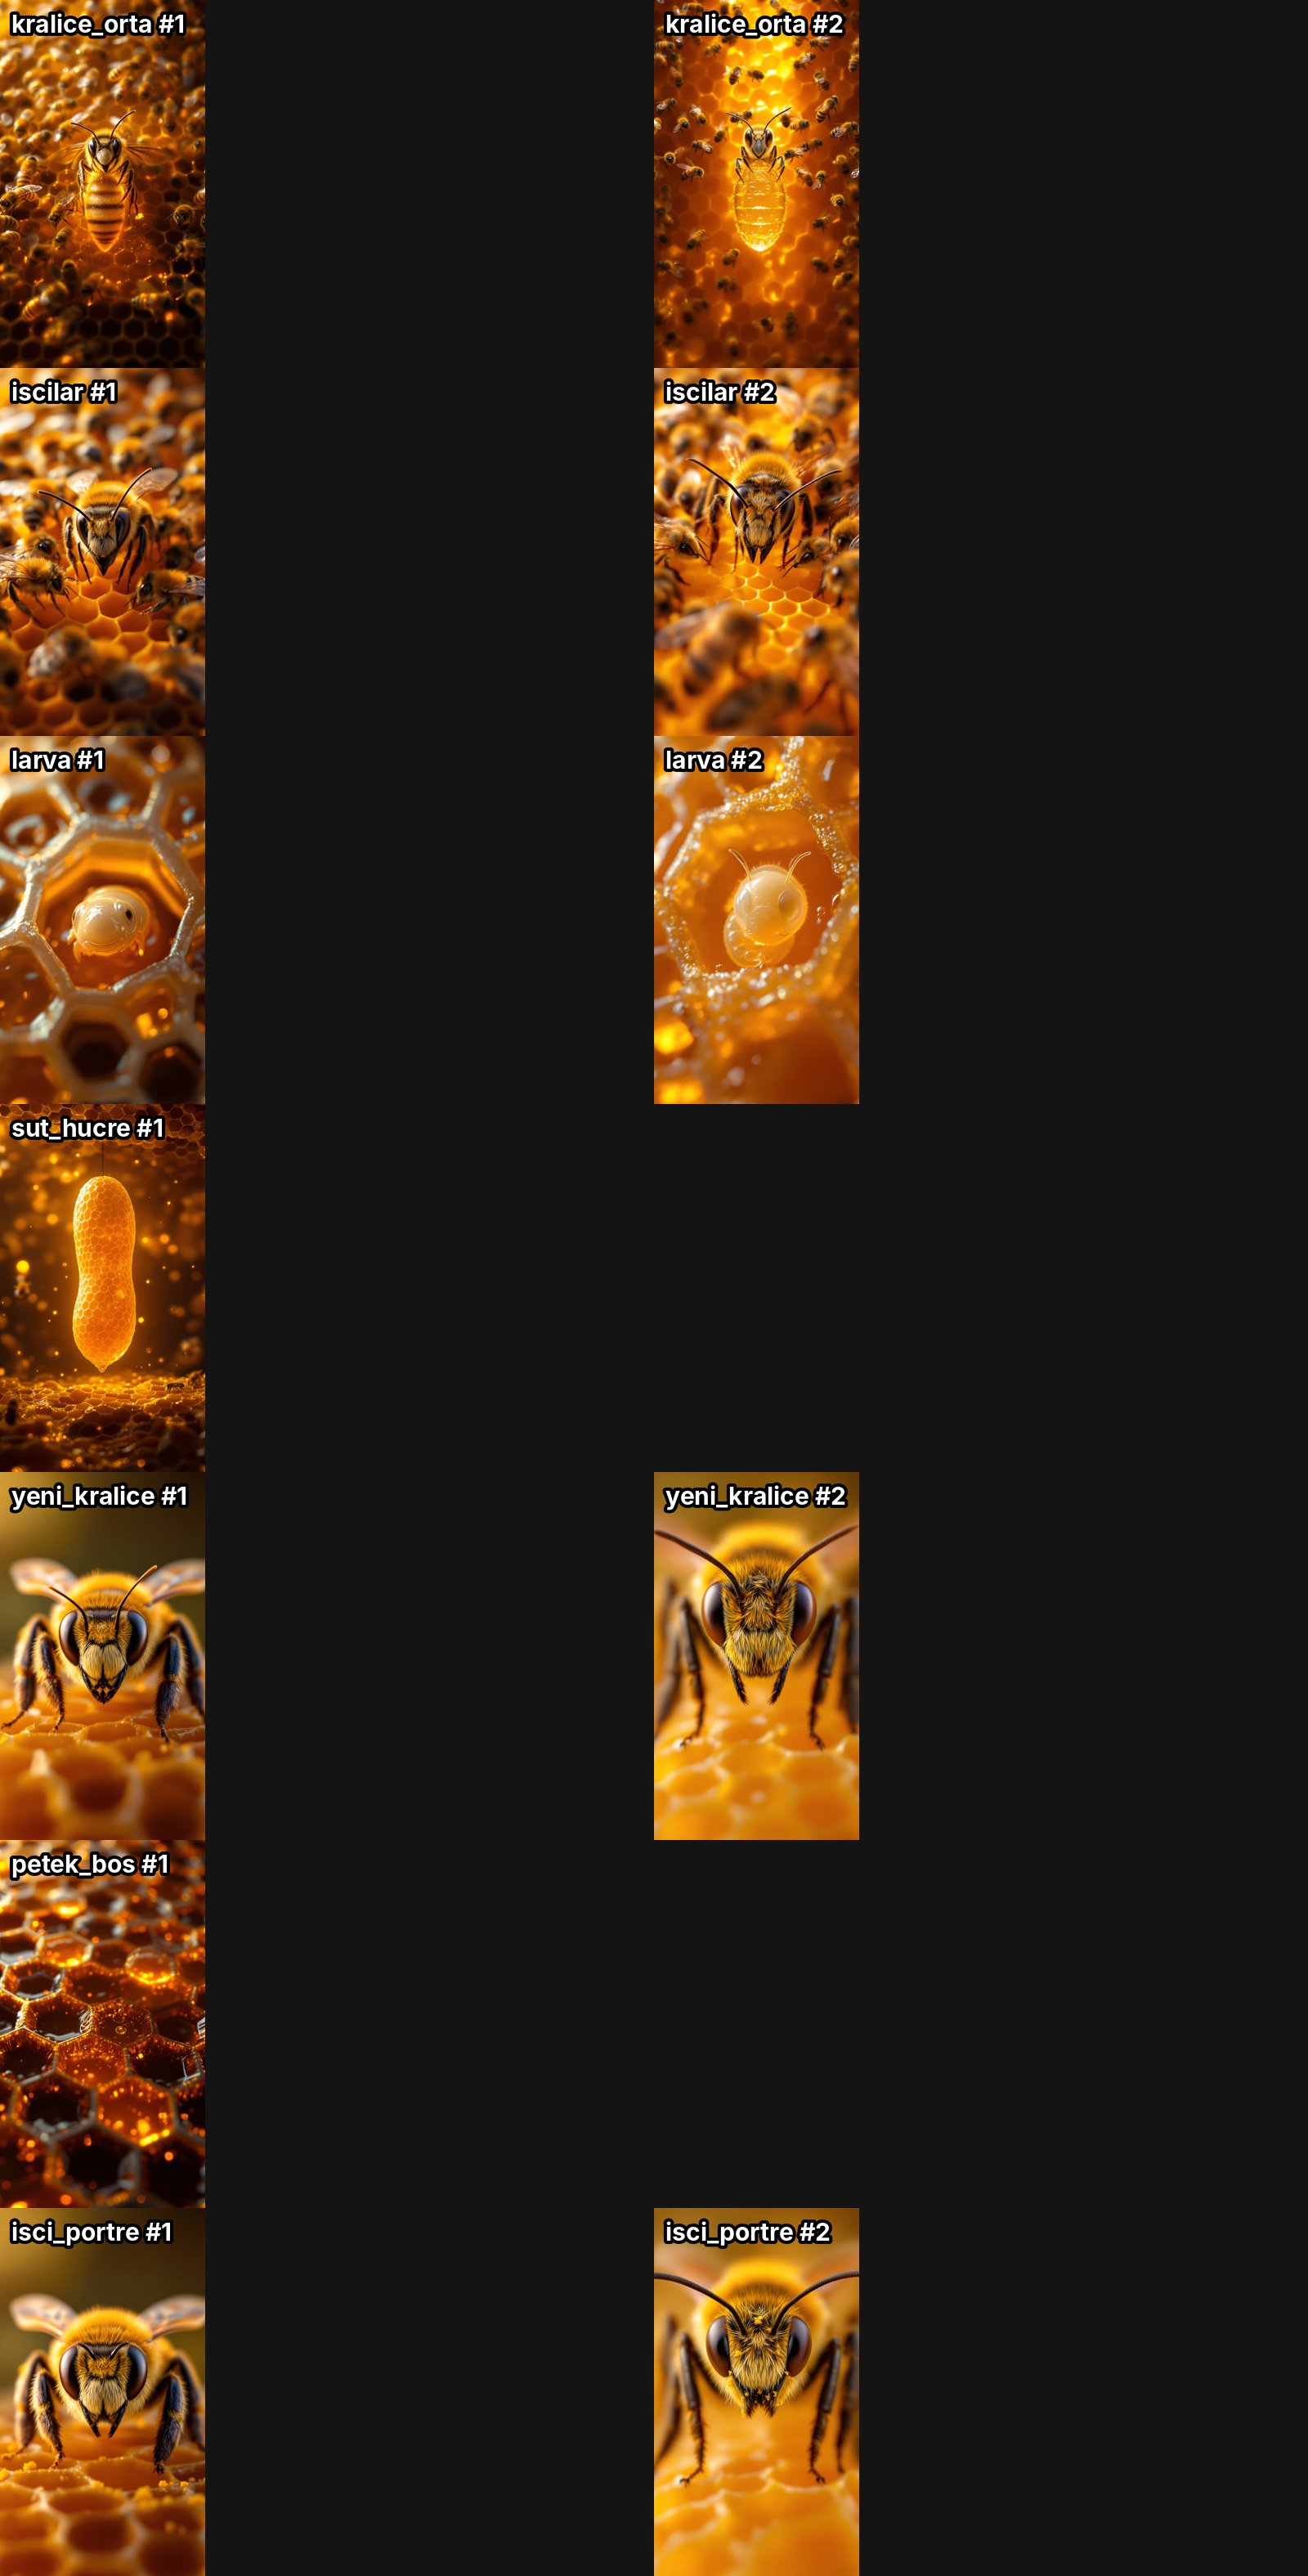 kralice_orta #1
kralice_orta #2
iscilar #1
iscilar #2
larva #1
larva #2
sut_hucre #1
yeni_kralice #1
yeni_kralice #2
petek_bos #1
isci_portre #1
isci_portre #2